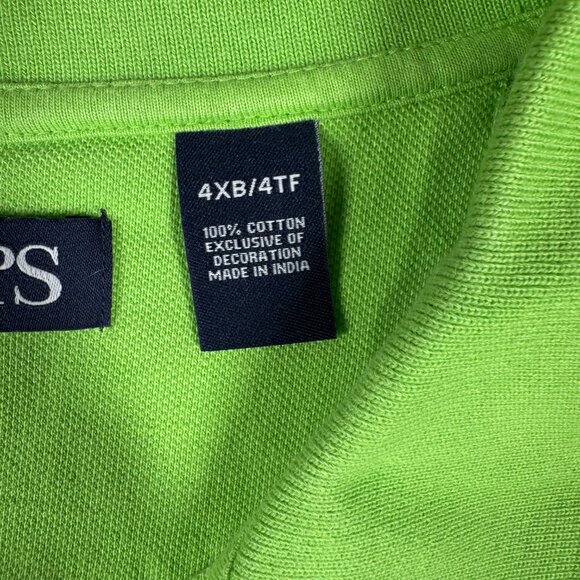 PS
4XB/4TF
100% COTTON
EXCLUSIVE OF
DECORATION
MADE IN INDIA